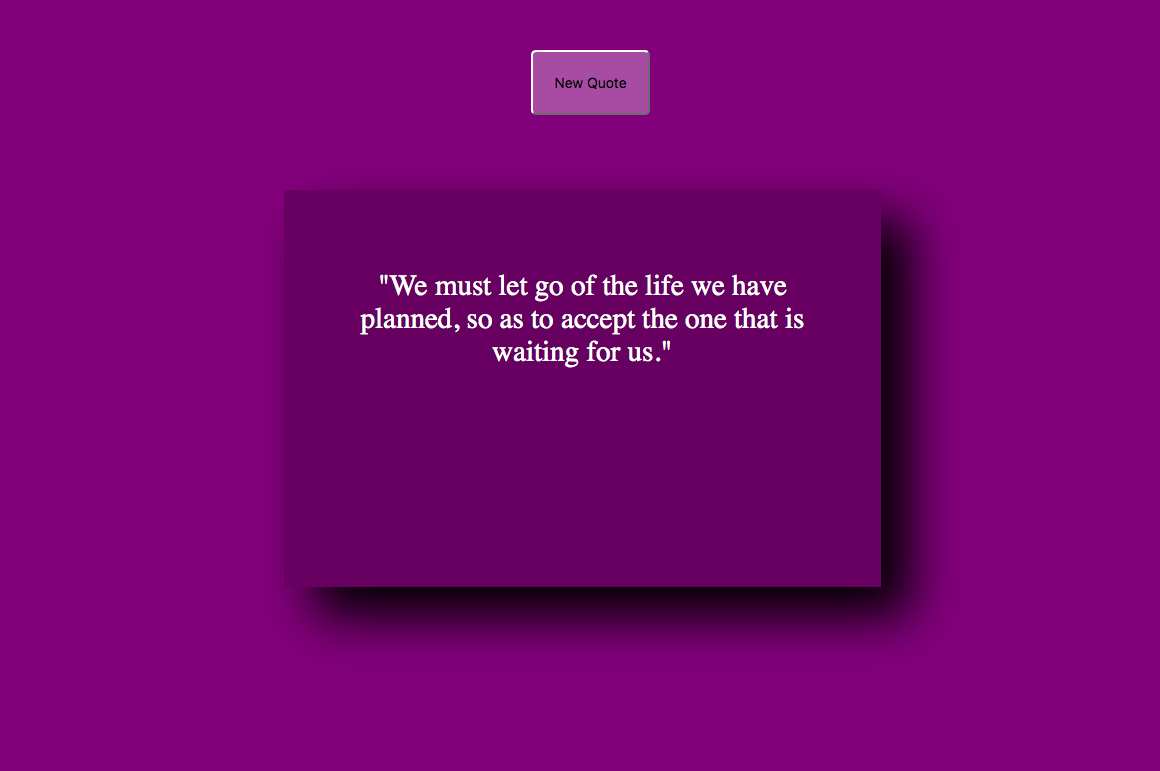 New Quote
"We must let go of the life we have
planned, so as to accept the one that is
waiting for us."